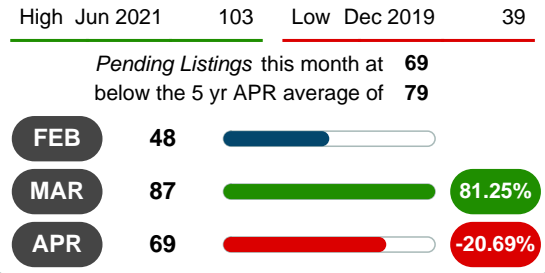 High Jun 2021 103 Low Dec 2019 39
Pending Listings this month at 69
below the 5 yr APR average of 79
FEB 48
MAR 87 81.25%
APR 69 -20.69%